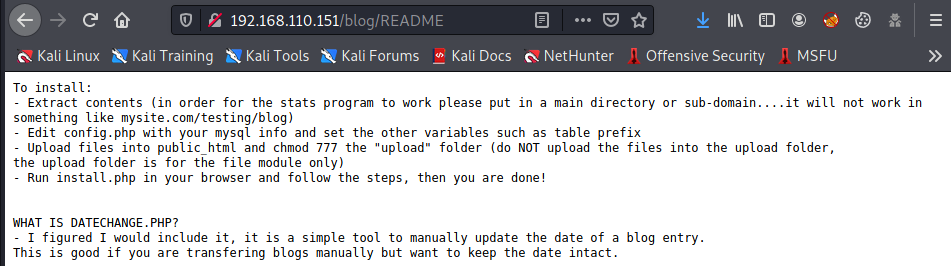 192.168.110.151/blog/README
Kali Linux Kali Training Kali Tools Kali Forums Kali Docs NetHunter Offensive Security MSFU
To install:
- Extract contents (in order for the stats program to work please put in a main directory or sub-domain....it will not work in
something like mysite.com/testing/blog)
- Edit config.php with your mysql info and set the other variables such as table prefix
- Upload files into public_html and chmod 777 the "upload" folder (do NOT upload the files into the upload folder,
the upload folder is for the file module only)
- Run install.php in your browser and follow the steps, then you are done!
WHAT IS DATECHANGE.PHP?
- I figured I would include it, it is a simple tool to manually update the date of a blog entry.
This is good if you are transfering blogs manually but want to keep the date intact.